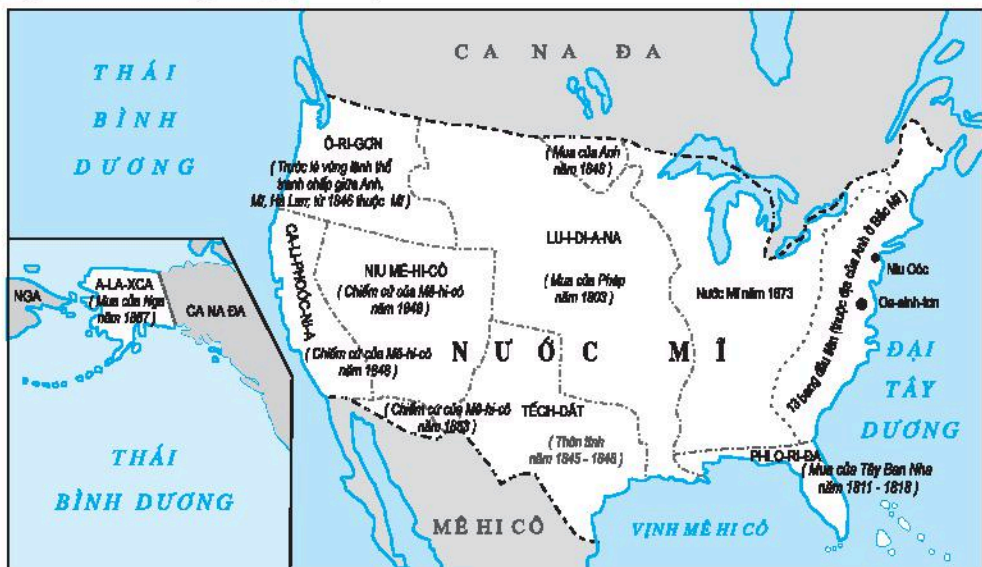 CA NA ĐA
THÁI
BÌNH
DƯƠNG
Ô-RI-GƠN
( Trước là vùng lãnh thổ
tranh chấp giữa Anh,
Mĩ, Hà Lan; từ 1846 thuộc Mĩ )
( Mua của Anh
năm 1848 )
LU-I-DI-A-NA
( Mua của Pháp
năm 1803 )
CA-LI-PHOÓC-NI-A
NIU MÊ-HI-CÔ
( Chiếm cứ của Mê-hi-cô
năm 1848 )
Nước Mĩ năm 1873
13 bang đầu tiên (thuộc địa của Anh ở Bắc Mĩ)
Niu Oóc
Oa-sinh-tơn
NGA
A-LA-XCA
( Mua của Nga
năm 1867 )
CA NA ĐA
( Chiếm cứ của Mê-hi-cô
năm 1848 )
NƯỚC MĨ
ĐẠI
TÂY
DƯƠNG
( Chiếm cứ của Mê-hi-cô
năm 1853 )
TẾCH-DÁT
( Thôn tính
năm 1845 - 1848 )
PHLO-RI-ĐA
( Mua của Tây Ban Nha
năm 1811 - 1818 )
THÁI
BÌNH DƯƠNG
MÊ HI CÔ
VỊNH MÊ HI CÔ